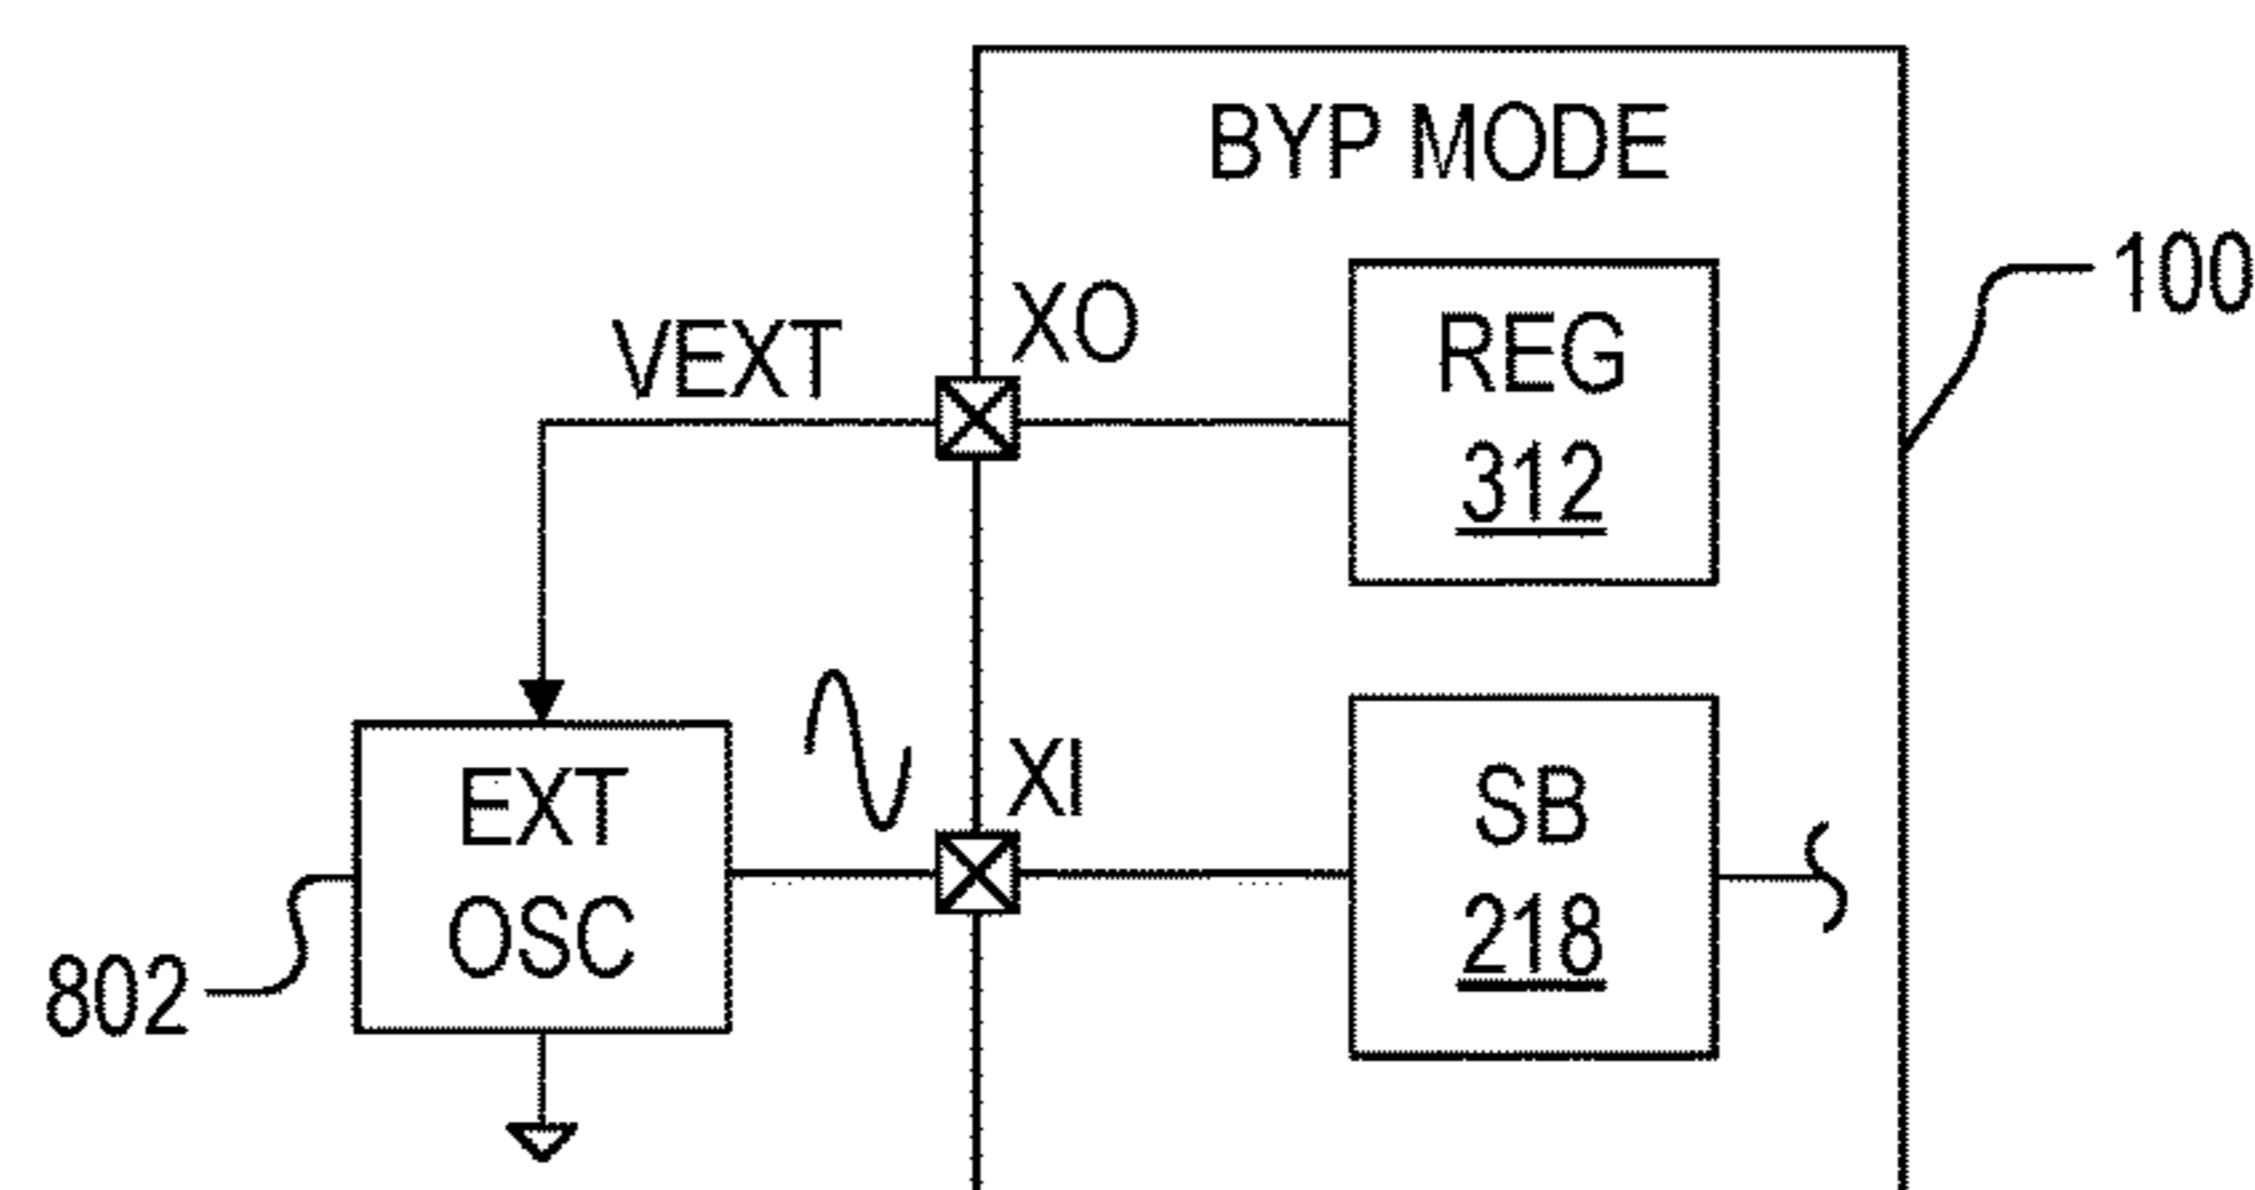 BYP MODE
100
XO
VEXT
REG
312
XI
EXT
OSC
SB
218
802